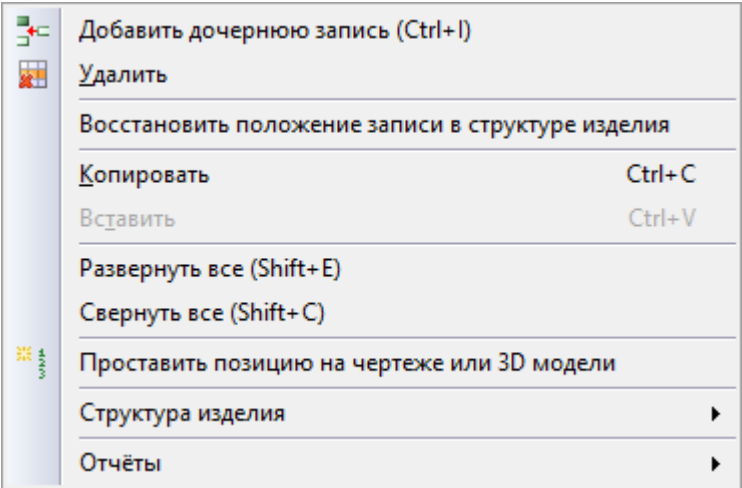 Добавить дочернюю запись (Ctrl+I)
Удалить
Восстановить положение записи в структуре изделия
Копировать Ctrl+C
Вставить Ctrl+V
Развернуть все (Shift+E)
Свернуть все (Shift+C)
Проставить позицию на чертеже или 3D модели
Структура изделия
Отчёты